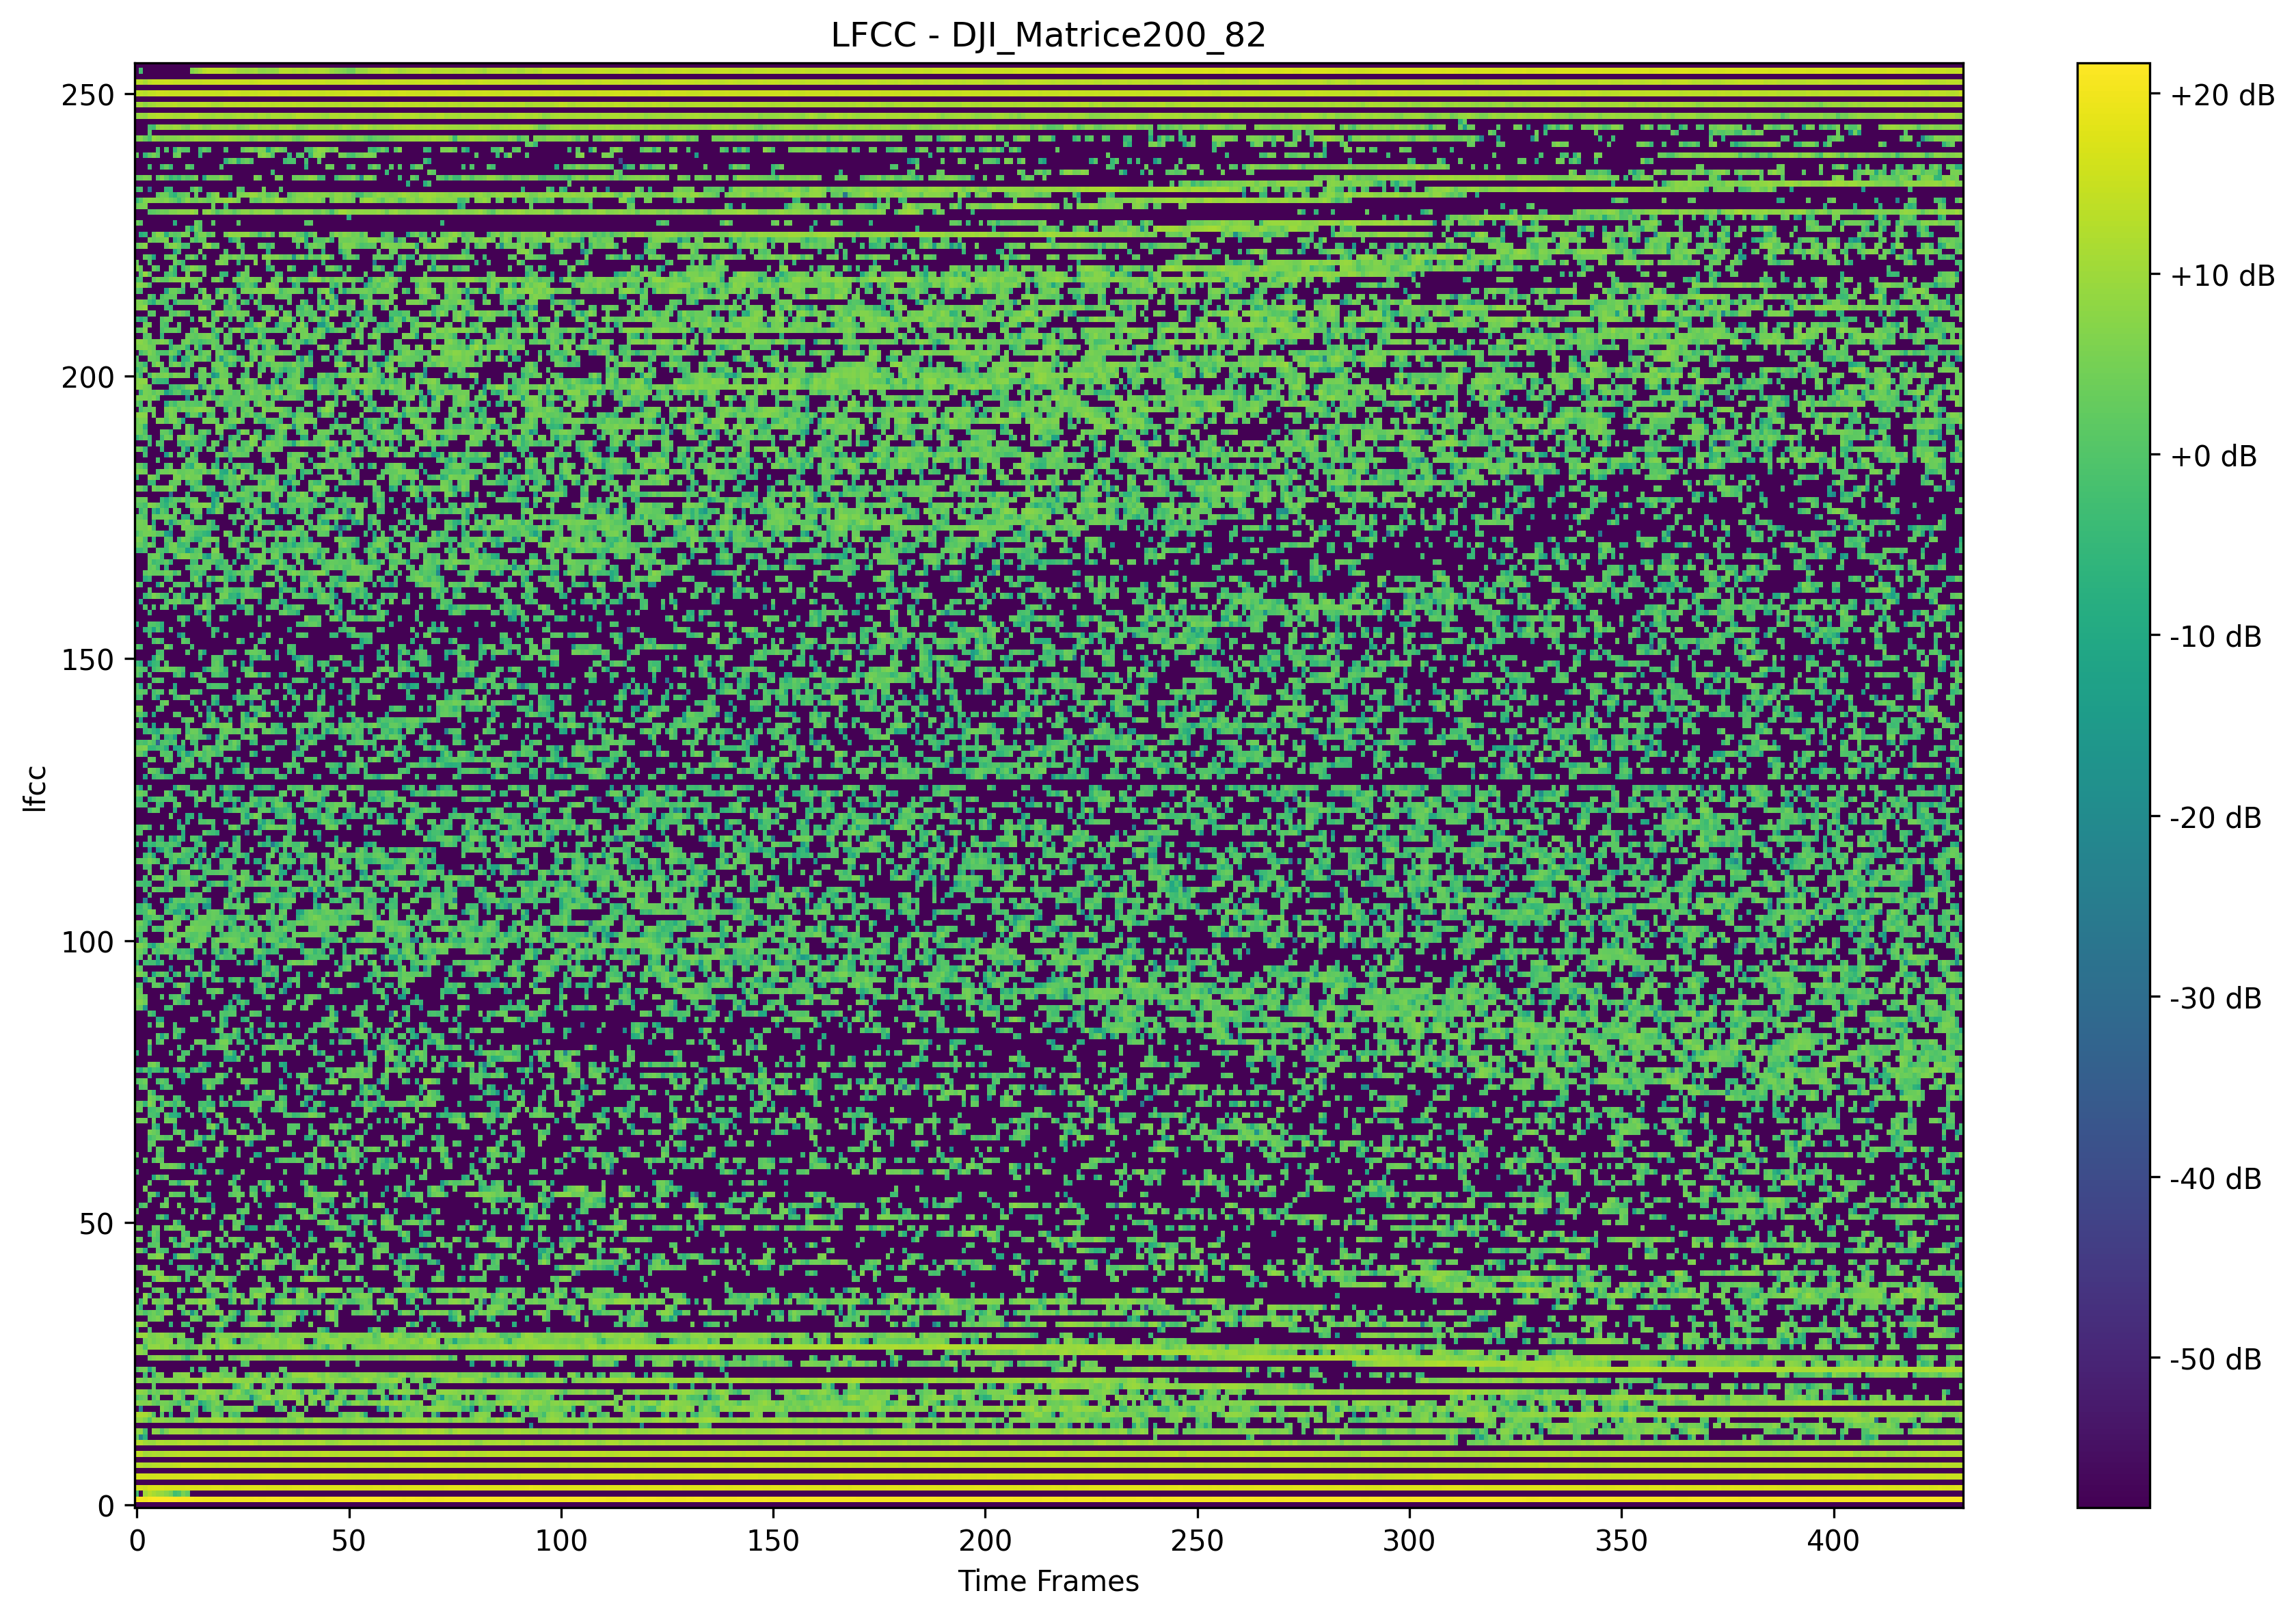 LFCC - DJI_Matrice200_82
250
200
150
100
50
0
lfcc
0 50 100 150 200 250 300 350 400
Time Frames
+20 dB
+10 dB
+0 dB
-10 dB
-20 dB
-30 dB
-40 dB
-50 dB